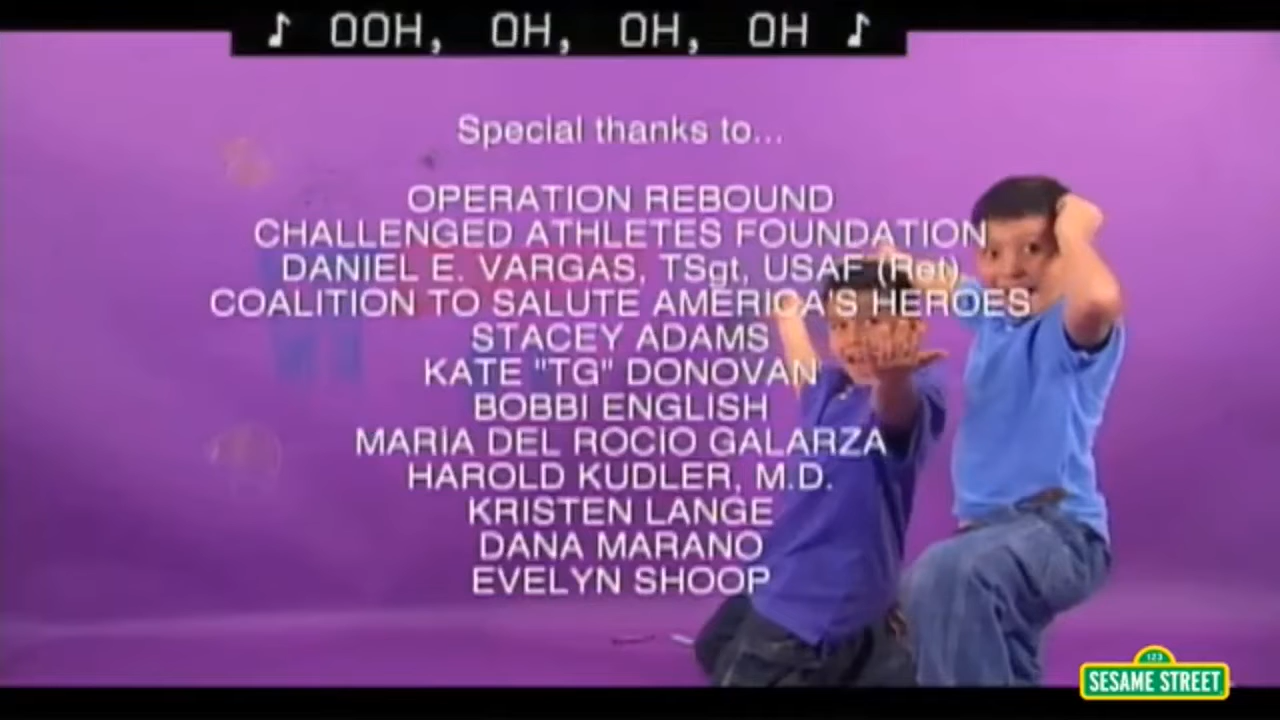 ♪ OOH, OH, OH, OH ♪
Special thanks to...
OPERATION REBOUND
CHALLENGED ATHLETES FOUNDATION
DANIEL E. VARGAS, TSgt, USAF (Ret)
COALITION TO SALUTE AMERICA'S HEROES
STACEY ADAMS
KATE "TG" DONOVAN
BOBBI ENGLISH
MARIA DEL ROCIO GALARZA
HAROLD KUDLER, M.D.
KRISTEN LANGE
DANA MARANO
EVELYN SHOOP
123
SESAME STREET